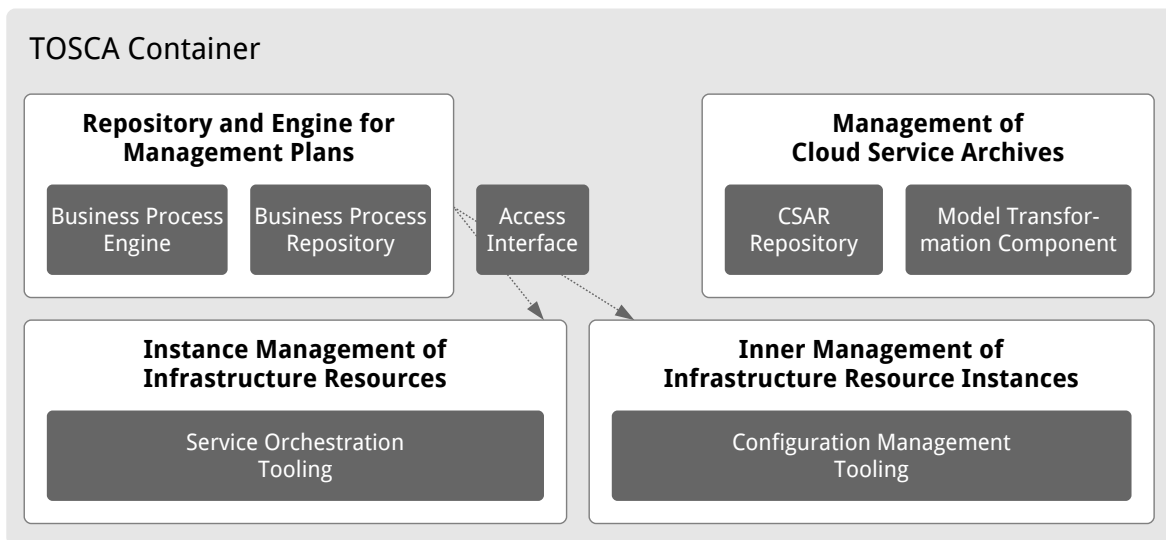 TOSCA Container
Repository and Engine for
Management Plans
Business Process
Engine
Business Process
Repository
Access
Interface
Management of
Cloud Service Archives
CSAR
Repository
Model Transfor-
mation Component
Instance Management of
Infrastructure Resources
Service Orchestration
Tooling
Inner Management of
Infrastructure Resource Instances
Configuration Management
Tooling